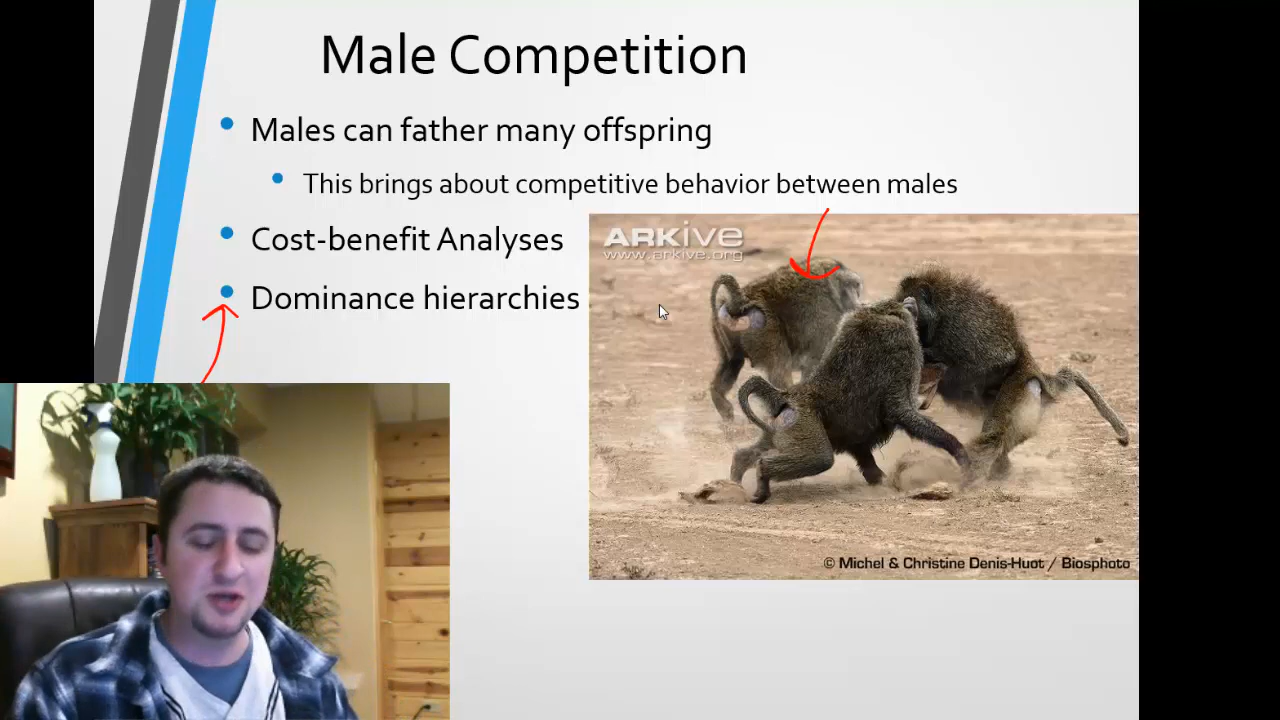 Male Competition
Males can father many offspring
This brings about competitive behavior between males
Cost-benefit Analyses
Dominance hierarchies
ARKive
www.arkive.org
© Michel & Christine Denis-Huot / Biosphoto